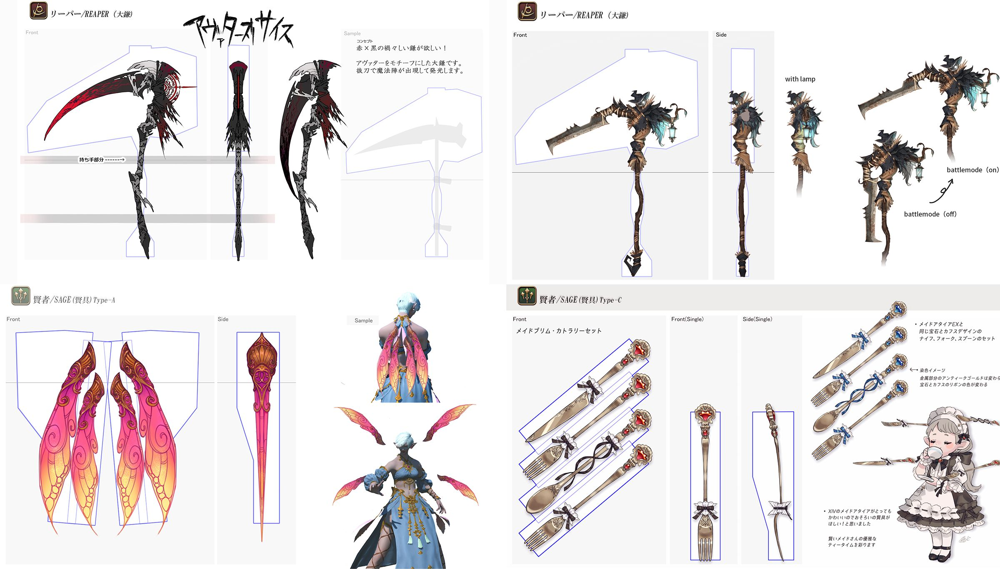 リーパー/REAPER（大鎌）
アヴァターオサイス
Front
Side
Sample
コンセプト
赤×黒の禍々しい鎌が欲しい！
アヴァターをモチーフにした大鎌です。
抜刀で魔法陣が出現して発光します。
持ち手部分------→
リーパー/REAPER（大鎌）
Front
Side
with lamp
battlemode（on）
battlemode（off）
賢者/SAGE（賢具）Type-A
Front
Side
Sample
賢者/SAGE（賢具）Type-C
Front
メイドブリム・カトラリーセット
Front(Single)
Side(Single)
・メイドアタイアEXと
同じ宝石とカフスデザインの
ナイフ、フォーク、スプーンのセット
←・染色イメージ
金属部分のアンティークゴールドは変わら
宝石とカフスのリボンの色が変わる
・XIVのメイドアタイアがとっても
かわいいのでおそろいの賢具が
ほしい！と思いました
賢いメイドさんの優雅な
ティータイムを彩ります